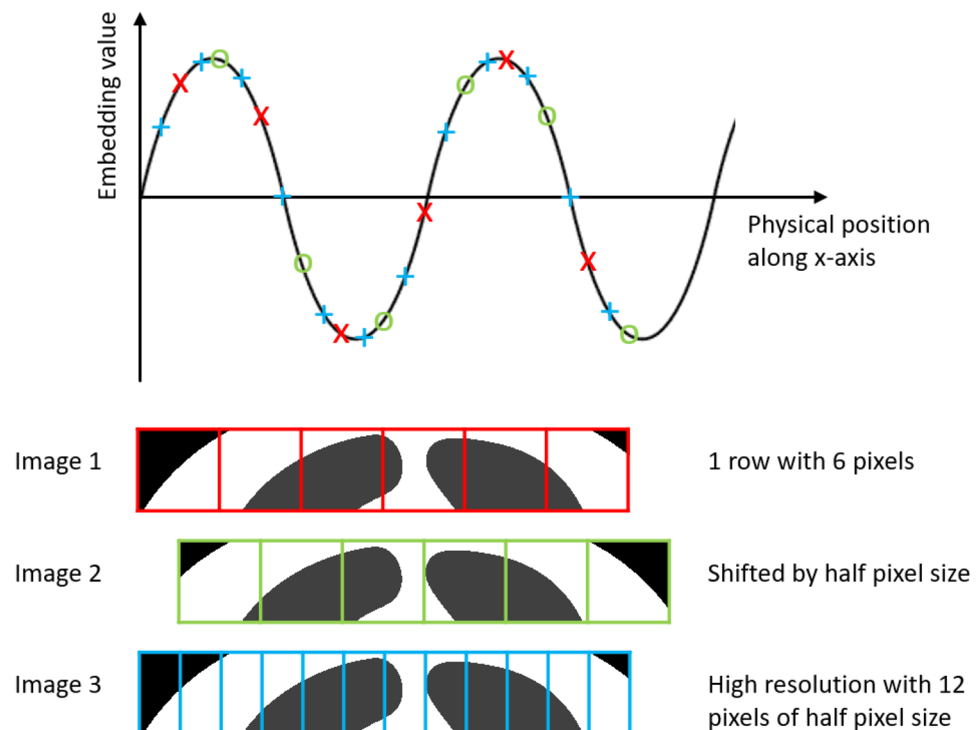 Embedding value
Physical position
along x-axis
Image 1
1 row with 6 pixels
Image 2
Shifted by half pixel size
Image 3
High resolution with 12
pixels of half pixel size